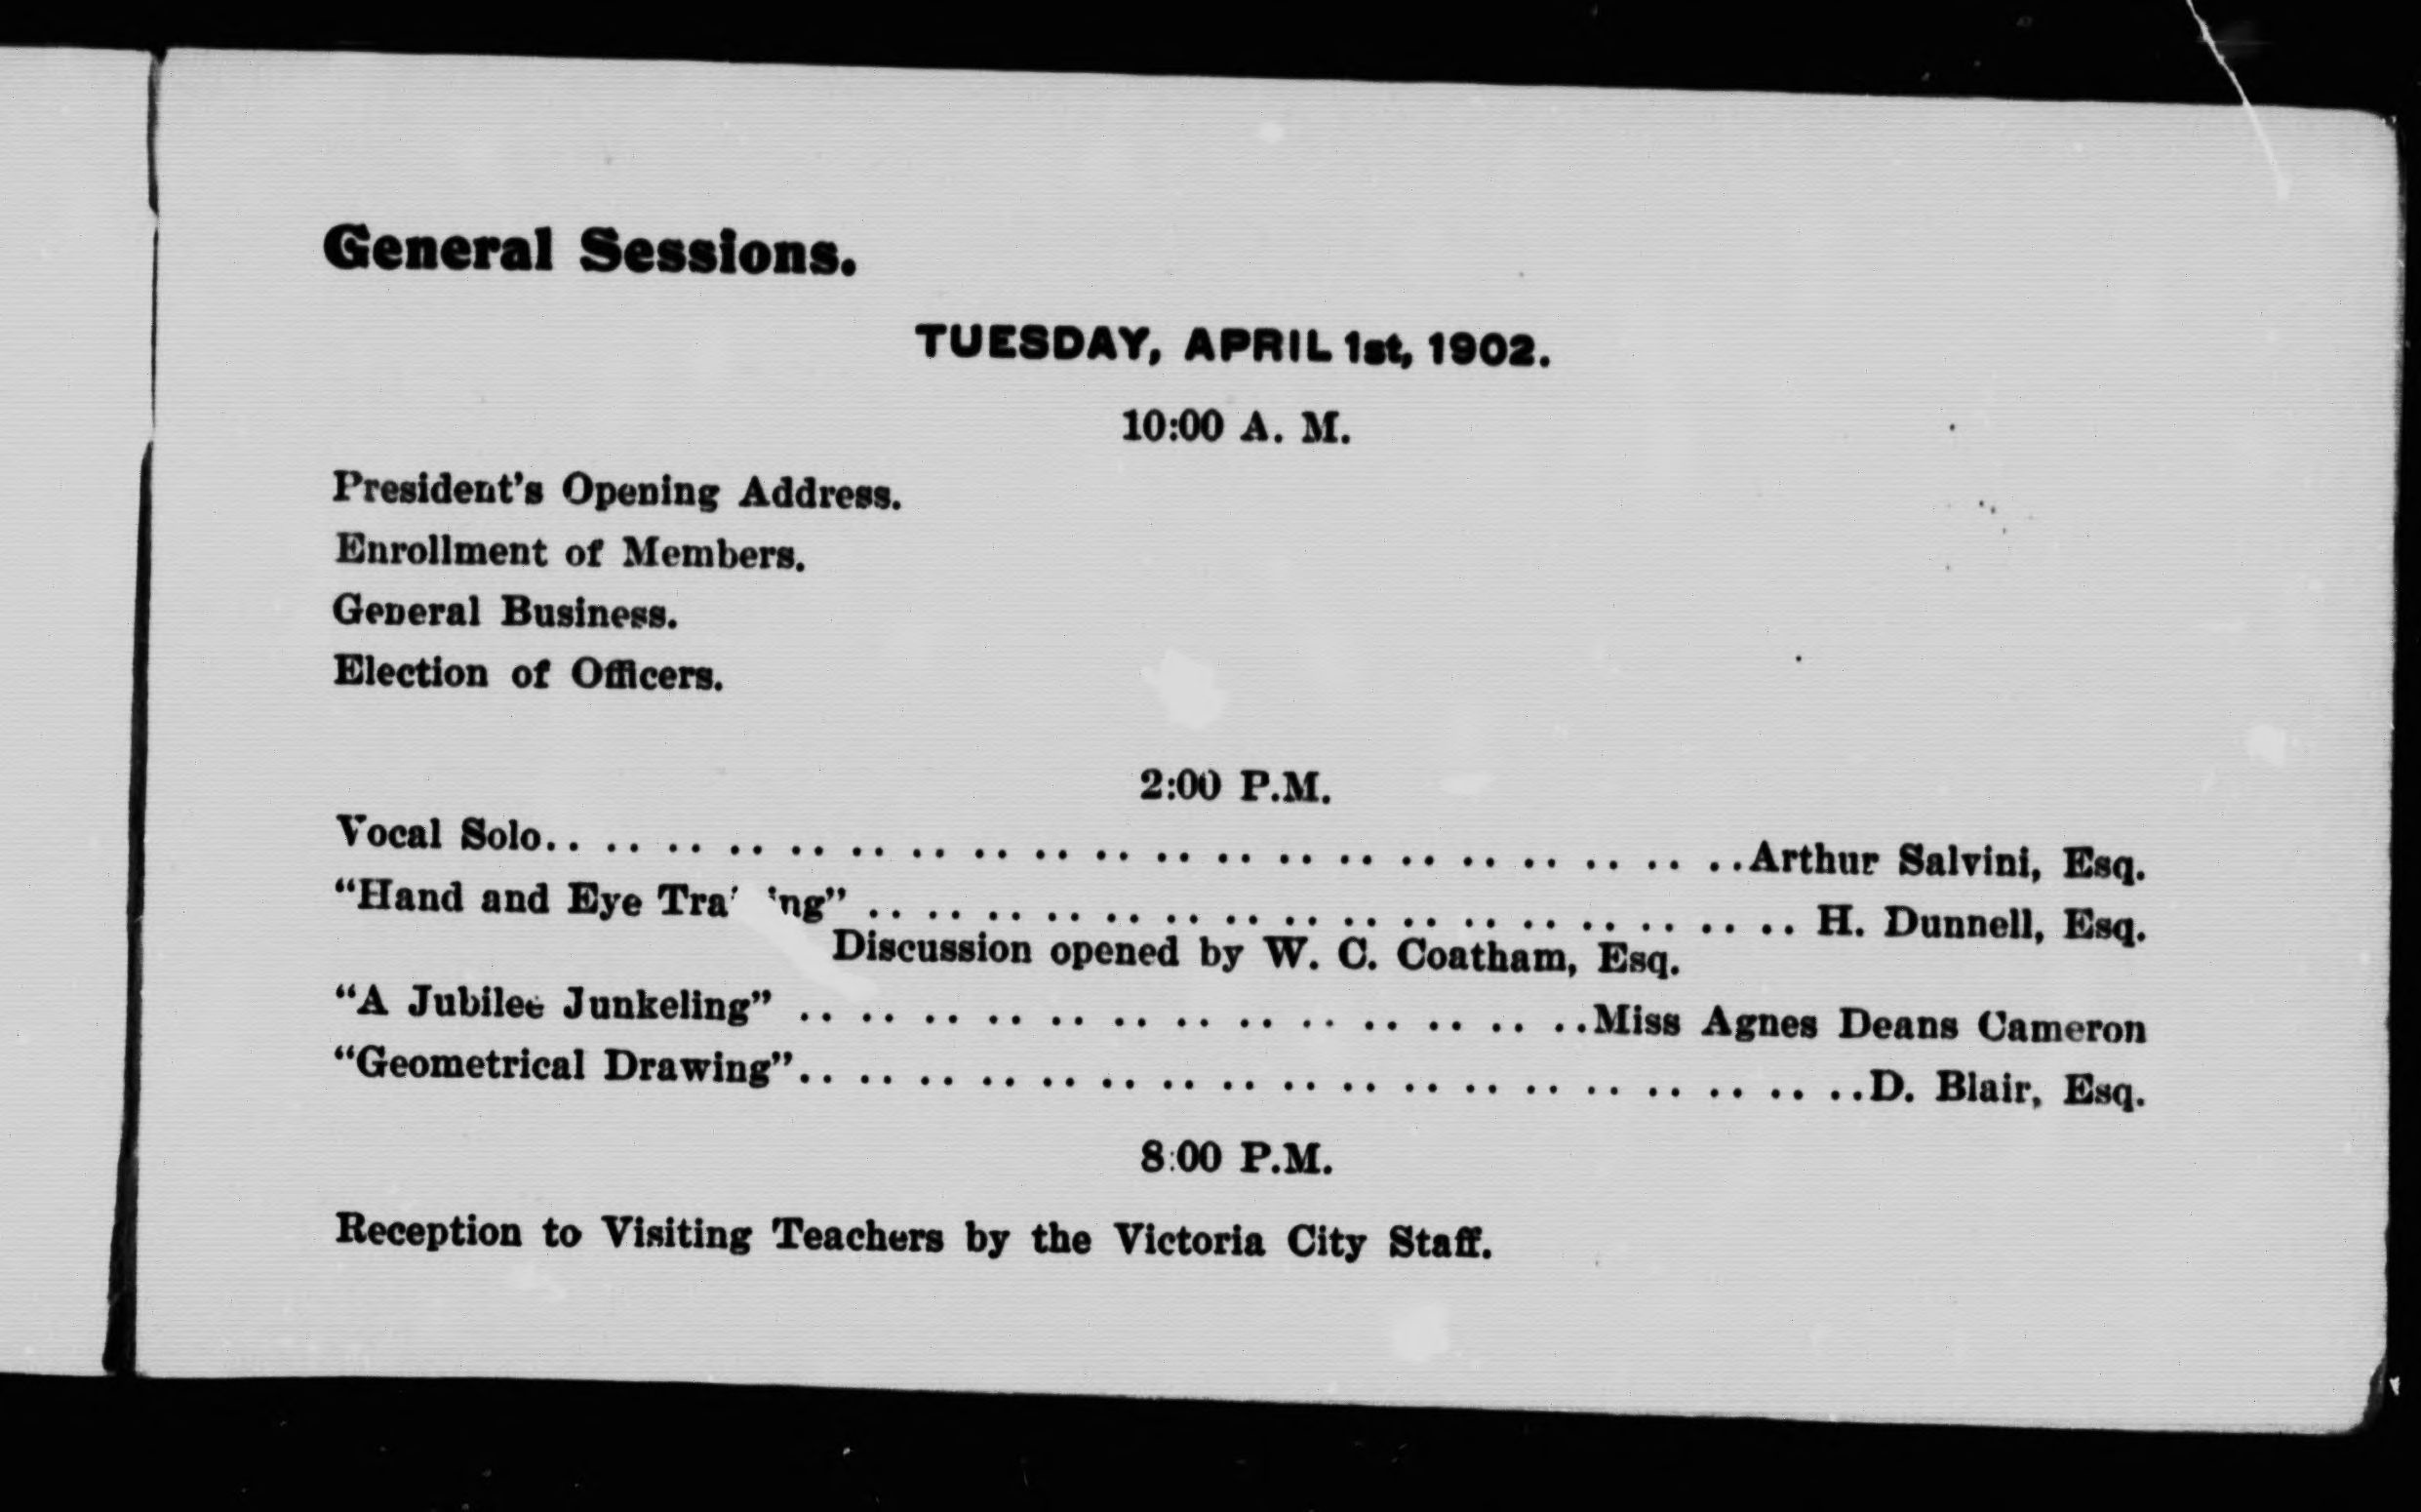 General Sessions.
TUESDAY, APRIL 1st, 1902.
10:00 A. M.
President's Opening Address.
Enrollment of Members.
General Business.
Election of Officers.
2:00 P.M.
Vocal Solo.. .. .. .. .. .. .. .. .. .. .. .. .. .. .. .. .. .. .. ..Arthur Salvini, Esq.
“Hand and Eye Tra  ng” .. .. .. .. .. .. .. .. .. .. .. .. .. .. .. .. H. Dunnell, Esq.
Discussion opened by W. C. Coatham, Esq.
“A Jubilee Junkeling” .. .. .. .. .. .. .. .. .. .. .. .. ..Miss Agnes Deans Cameron
“Geometrical Drawing”.. .. .. .. .. .. .. .. .. .. .. .. .. .. .. .. .. ..D. Blair, Esq.
8:00 P.M.
Reception to Visiting Teachers by the Victoria City Staff.